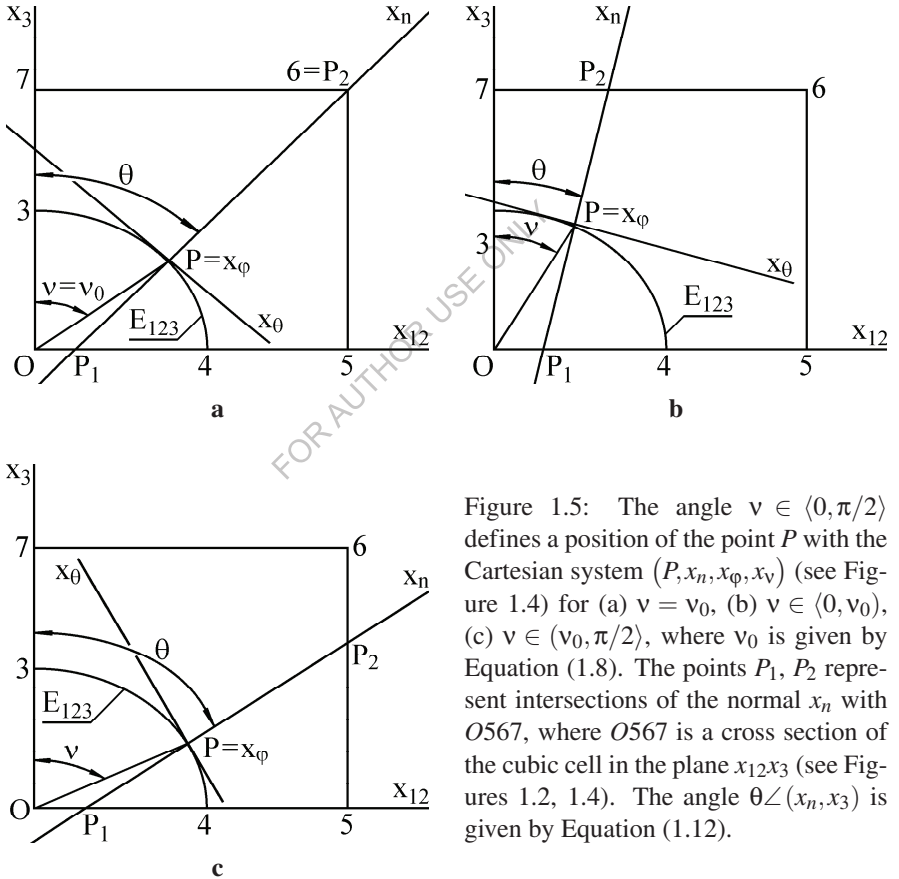 x3
xn
7
6=P2
θ
3
P=xφ
ν=ν0
E123
xθ
x12
O
P1
4
5
a
x3
xn
7
P2
6
θ
P=xφ
3
ν
xθ
E123
x12
O
P1
4
5
b
FOR AUTHOR USE ONLY
x3
7
6
xθ
xn
θ
3
P2
E123
P=xφ
ν
x12
O
P1
4
5
c
Figure 1.5: The angle ν ∈ ⟨0,π/2⟩
defines a position of the point P with the
Cartesian system (P,xn,xφ,xν) (see Fig-
ure 1.4) for (a) ν = ν0, (b) ν ∈ ⟨0,ν0),
(c) ν ∈ (ν0,π/2⟩, where ν0 is given by
Equation (1.8). The points P1, P2 repre-
sent intersections of the normal xn with
O567, where O567 is a cross section of
the cubic cell in the plane x12x3 (see Fig-
ures 1.2, 1.4). The angle θ∠(xn,x3) is
given by Equation (1.12).